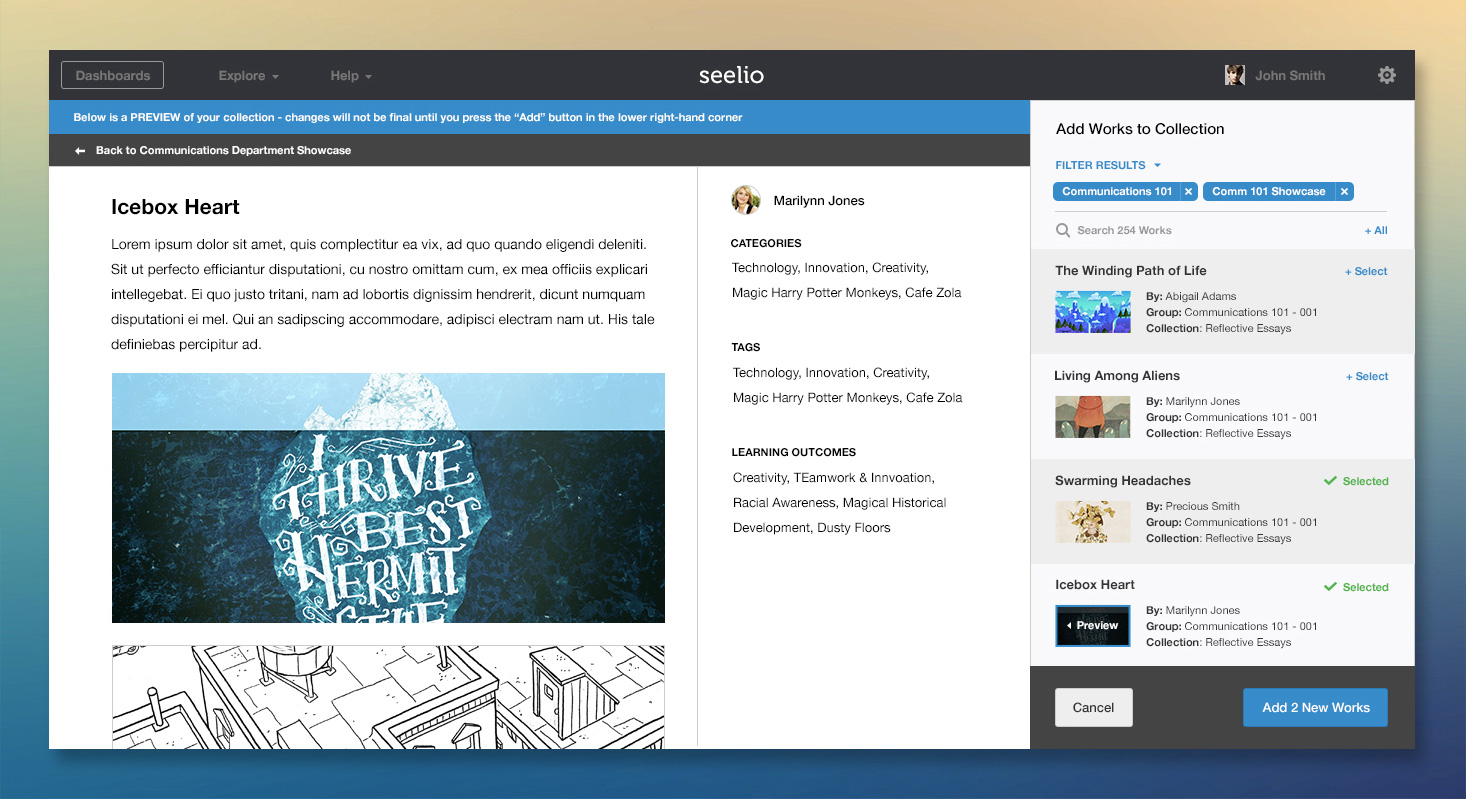 Dashboards
Explore
Help
seelio
John Smith
Below is a PREVIEW of your collection - changes will not be final until you press the “Add” button in the lower right-hand corner
Back to Communications Department Showcase
Icebox Heart
Lorem ipsum dolor sit amet, quis complectitur ea vix, ad quo quando eligendi deleniti.
Sit ut perfecto efficiantur disputationi, cu nostro omittam cum, ex mea officiis explicari
intellegebat. Ei quo justo tritani, nam ad lobortis dignissim hendrerit, dicunt numquam
disputationi ei mel. Qui an sadipscing accommodare, adipisci electram nam ut. His tale
definiebas percipitur ad.
I
THRIVE
BEST
HERMIT
STYLE
Marilynn Jones
CATEGORIES
Technology, Innovation, Creativity,
Magic Harry Potter Monkeys, Cafe Zola
TAGS
Technology, Innovation, Creativity,
Magic Harry Potter Monkeys, Cafe Zola
LEARNING OUTCOMES
Creativity, TEamwork & Innvoation,
Racial Awareness, Magical Historical
Development, Dusty Floors
Add Works to Collection
FILTER RESULTS
Communications 101 ×
Comm 101 Showcase ×
Search 254 Works
+ All
The Winding Path of Life
+ Select
By: Abigail Adams
Group: Communications 101 - 001
Collection: Reflective Essays
Living Among Aliens
+ Select
By: Marilynn Jones
Group: Communications 101 - 001
Collection: Reflective Essays
Swarming Headaches
Selected
By: Precious Smith
Group: Communications 101 - 001
Collection: Reflective Essays
Icebox Heart
Selected
Preview
By: Marilynn Jones
Group: Communications 101 - 001
Collection: Reflective Essays
Cancel
Add 2 New Works